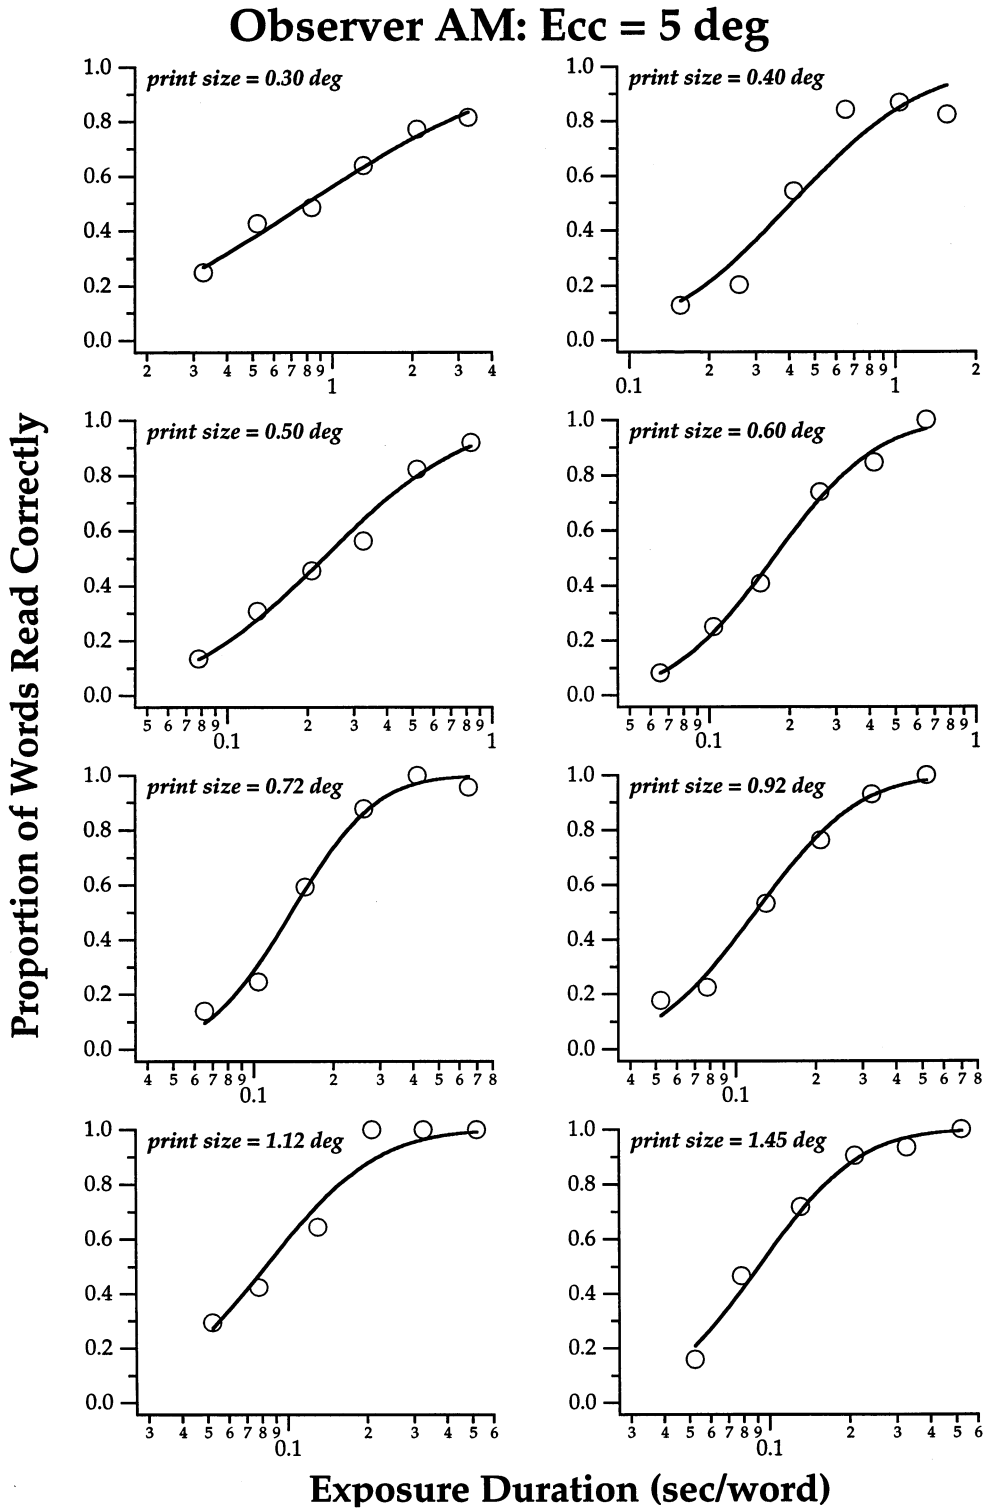 Observer AM: Ecc = 5 deg
print size = 0.30 deg
1.0
0.8
0.6
0.4
0.2
0.0
2 3 4 5 6 7 8 9 2 3 4
1
print size = 0.40 deg
1.0
0.8
0.6
0.4
0.2
0.0
2 3 4 5 6 7 8 9 2
0.1 1
Proportion of Words Read Correctly
print size = 0.50 deg
1.0
0.8
0.6
0.4
0.2
0.0
5 6 7 8 9 2 3 4 5 6 7 8 9
0.1 1
print size = 0.60 deg
1.0
0.8
0.6
0.4
0.2
0.0
5 6 7 8 9 2 3 4 5 6 7 8 9
0.1 1
print size = 0.72 deg
1.0
0.8
0.6
0.4
0.2
0.0
4 5 6 7 8 9 2 3 4 5 6 7 8
0.1
print size = 0.92 deg
1.0
0.8
0.6
0.4
0.2
0.0
4 5 6 7 8 9 2 3 4 5 6 7 8
0.1
print size = 1.12 deg
1.0
0.8
0.6
0.4
0.2
0.0
3 4 5 6 7 8 9 2 3 4 5 6
0.1
print size = 1.45 deg
1.0
0.8
0.6
0.4
0.2
0.0
3 4 5 6 7 8 9 2 3 4 5 6
0.1
Exposure Duration (sec/word)